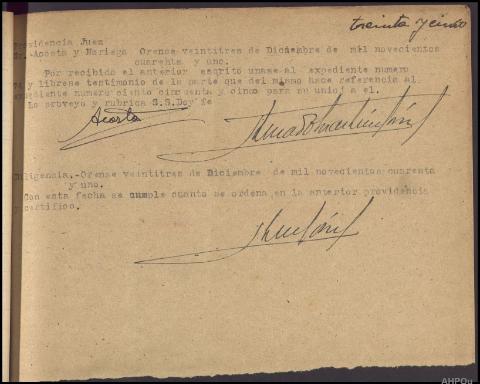 treinta y cinco
Providencia Juez
Sr. Acosta y Noriega Orense veintitres de Diciembre de mil novecientos
cuarenta y uno.
Por recibido el anterior escrito unase al expediente numero
74 y librese testimonio de la parte que del mismo hace referencia al
expediente numero ciento cincuenta y cinco para su union a el.
Lo proveyo y rubrica S.S. Doy fe
Acosta
Diligencia.-Orense veintitres de Diciembre de mil novecientos cuarenta
y uno.
Con esta fecha se cumple cuanto se ordena en la anterior providencia
certifico.
AHPOu